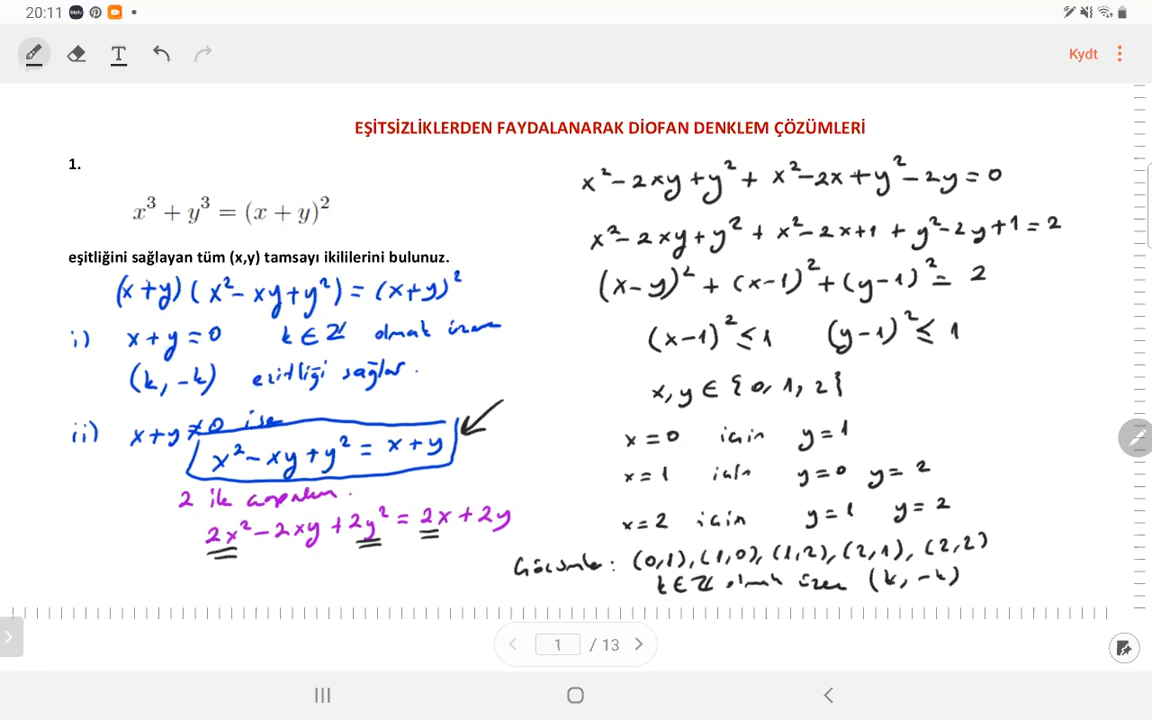 20:11
Kydt
EŞİTSİZLİKLERDEN FAYDALANARAK DİOFAN DENKLEM ÇÖZÜMLERİ
1.
x³ + y³ = (x + y)²
eşitliğini sağlayan tüm (x,y) tamsayı ikililerini bulunuz.
(x+y)(x²-xy+y²) = (x+y)²
i) x+y=0 k∈ℤ olmak üzere
(k,-k) eşitliği sağlar.
ii) x+y≠0 ise
x²-xy+y² = x+y
2 ile çarpalım.
2x²-2xy+2y² = 2x+2y
x²-2xy+y²+x²-2x+y²-2y=0
x²-2xy+y²+x²-2x+1+y²-2y+1=2
(x-y)²+(x-1)²+(y-1)²=2
(x-1)²≤1 (y-1)²≤1
x,y∈{0,1,2}
x=0 için y=1
x=1 için y=0 y=2
x=2 için y=1 y=2
Çözümler: (0,1),(1,0),(1,2),(2,1),(2,2)
k∈ℤ olmak üzere (k,-k)
1 / 13